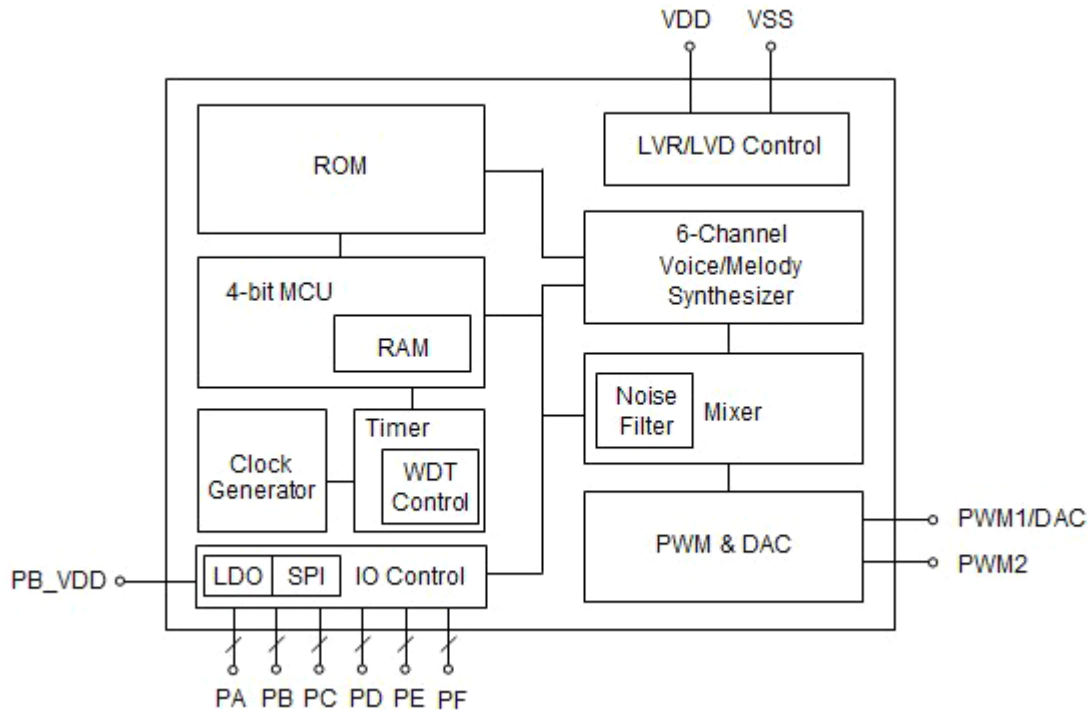 VDD VSS
LVR/LVD Control
ROM
6-Channel
Voice/Melody
Synthesizer
4-bit MCU
RAM
Noise
Filter
Mixer
Timer
WDT
Control
Clock
Generator
PWM & DAC
PWM1/DAC
PWM2
PB_VDD
LDO SPI IO Control
PA PB PC PD PE PF